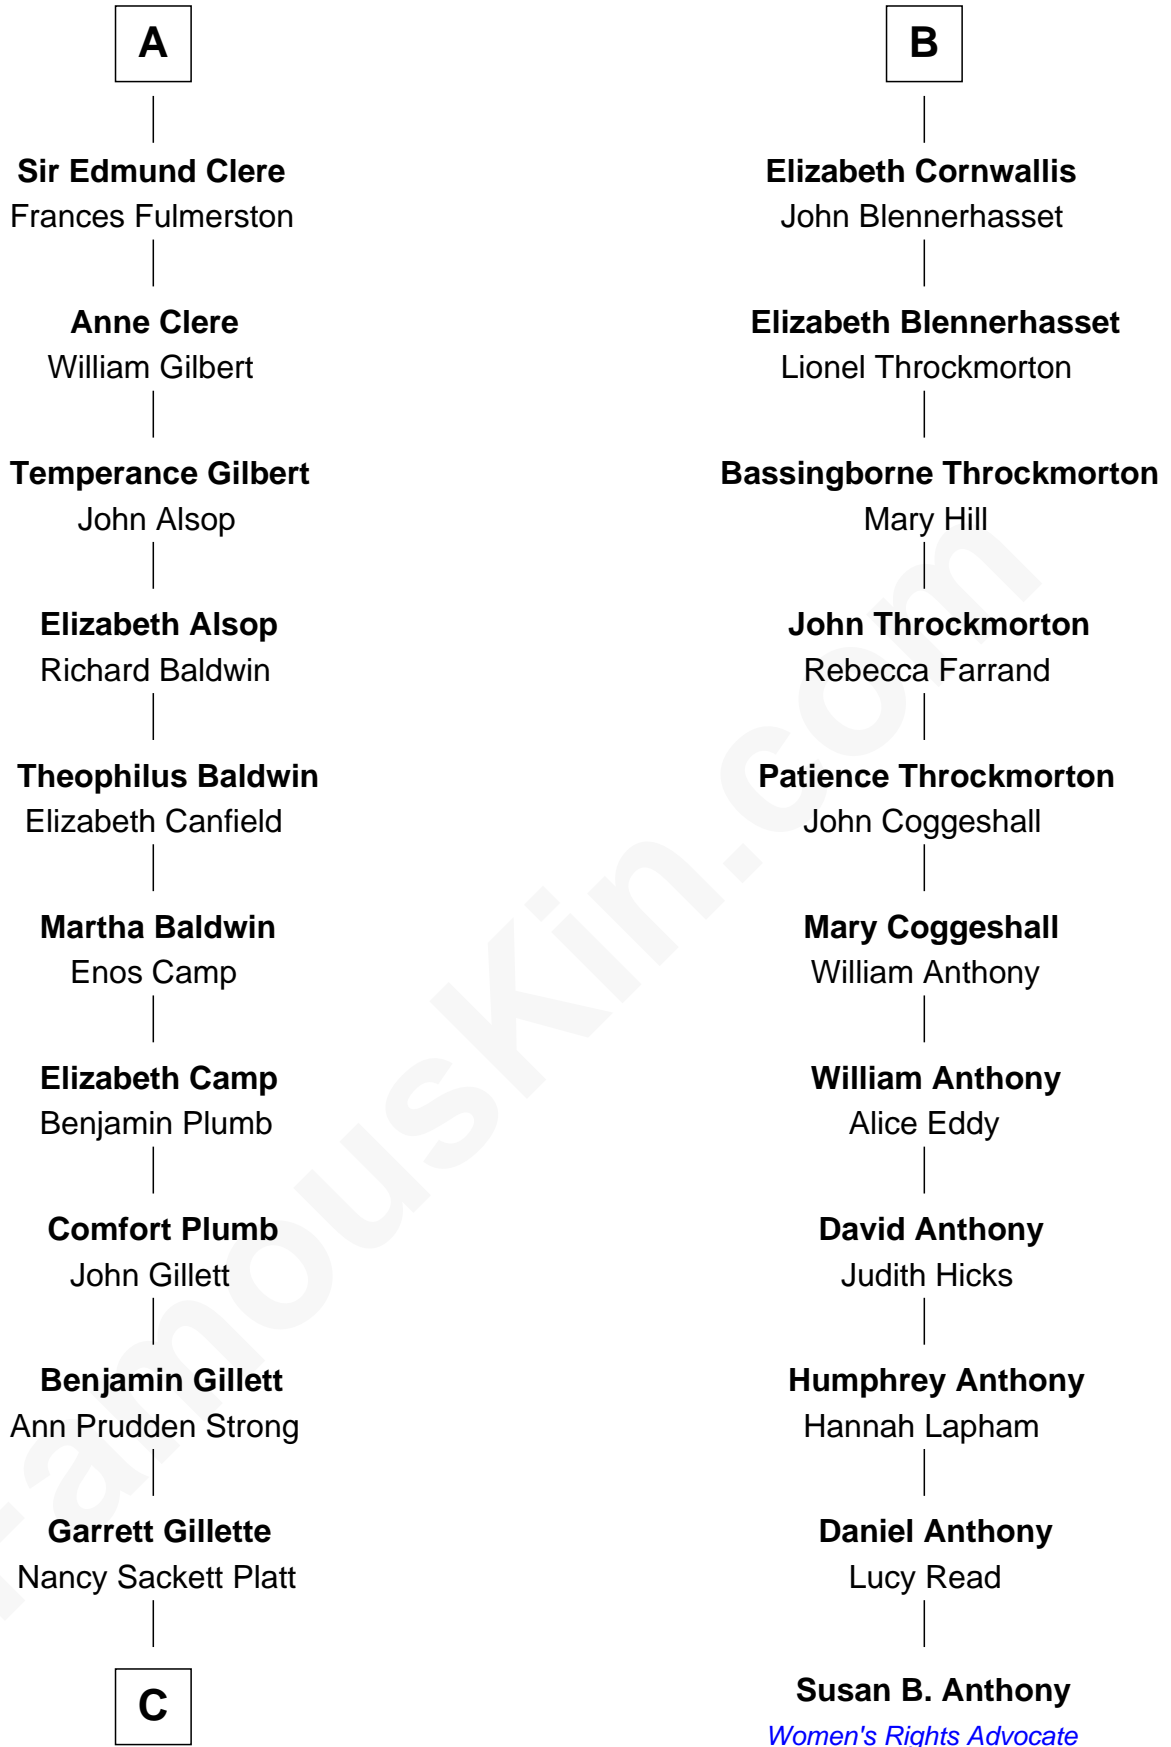 A
Sir Edmund Clere
Frances Fulmerston
Anne Clere
William Gilbert
Temperance Gilbert
John Alsop
Elizabeth Alsop
Richard Baldwin
Theophilus Baldwin
Elizabeth Canfield
Martha Baldwin
Enos Camp
Elizabeth Camp
Benjamin Plumb
Comfort Plumb
John Gillett
Benjamin Gillett
Ann Prudden Strong
Garrett Gillette
Nancy Sackett Platt
C
B
Elizabeth Cornwallis
John Blennerhasset
Elizabeth Blennerhasset
Lionel Throckmorton
Bassingborne Throckmorton
Mary Hill
John Throckmorton
Rebecca Farrand
Patience Throckmorton
John Coggeshall
Mary Coggeshall
William Anthony
William Anthony
Alice Eddy
David Anthony
Judith Hicks
Humphrey Anthony
Hannah Lapham
Daniel Anthony
Lucy Read
Susan B. Anthony
Women's Rights Advocate
FamousKin.com